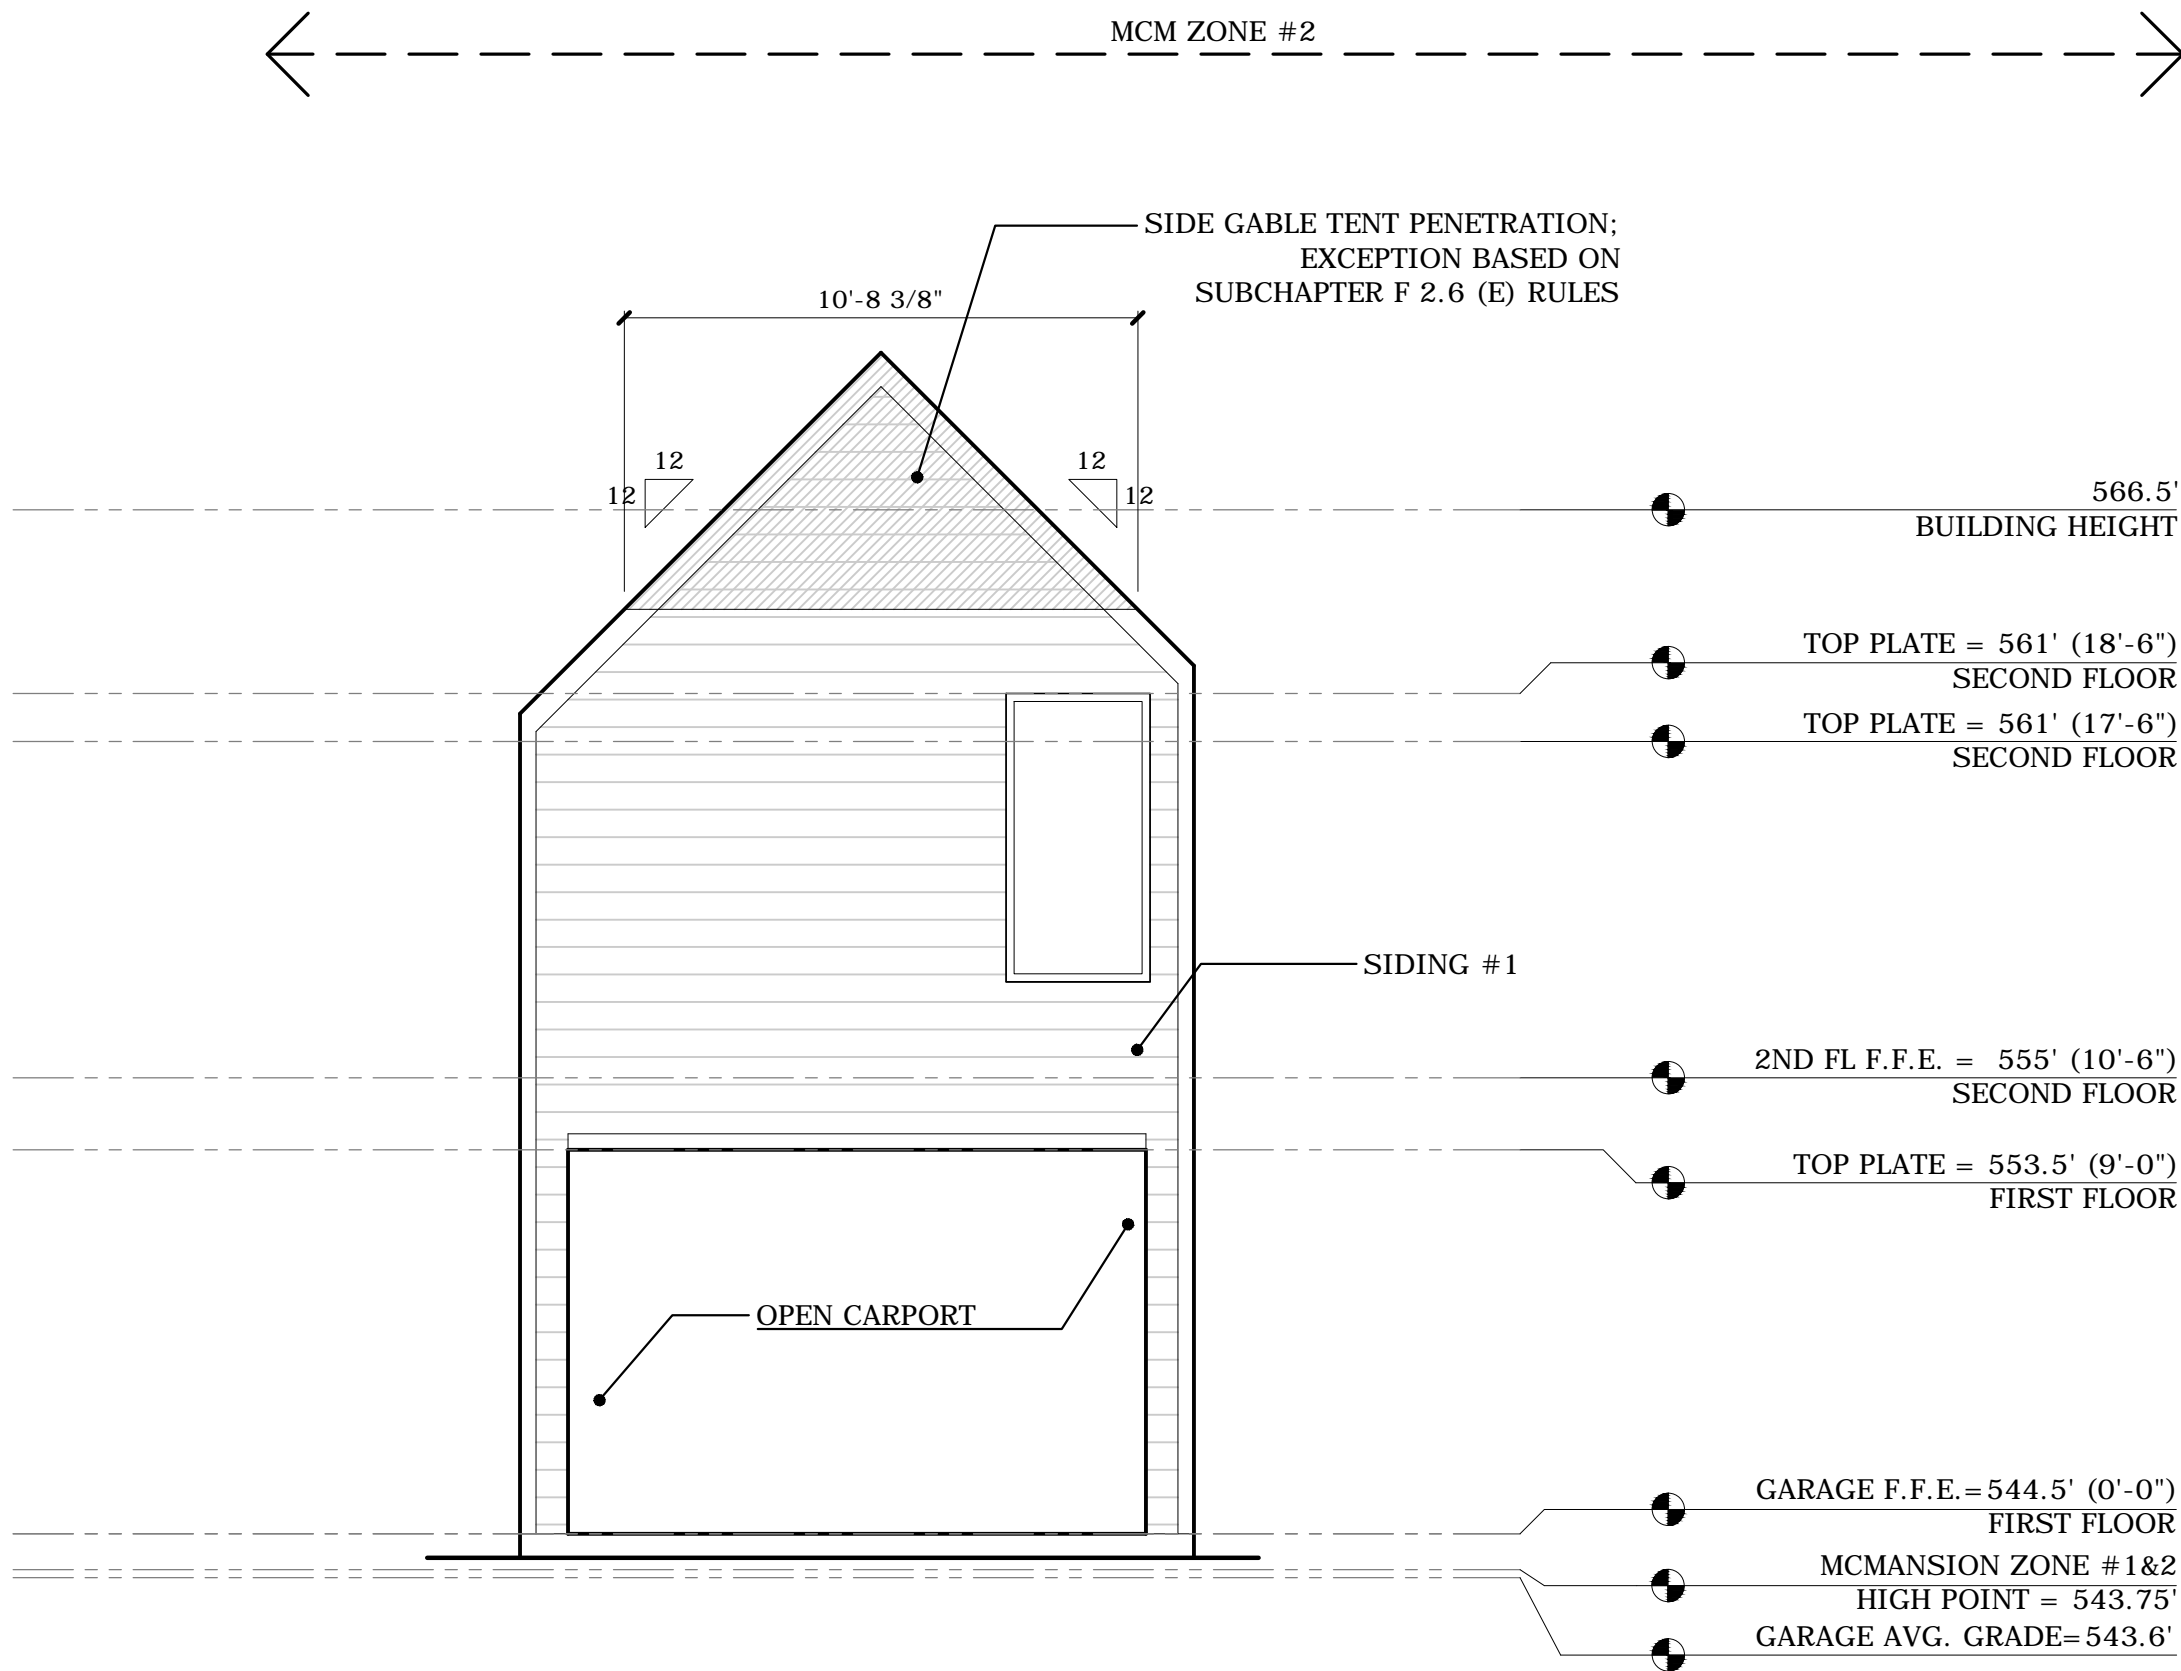 MCM ZONE #2
SIDE GABLE TENT PENETRATION;
EXCEPTION BASED ON
SUBCHAPTER F 2.6 (E) RULES
10'-8 3/8"
12
12
12
12
566.5'
BUILDING HEIGHT
TOP PLATE = 561' (18'-6")
SECOND FLOOR
TOP PLATE = 561' (17'-6")
SECOND FLOOR
SIDING #1
2ND FL F.F.E. = 555' (10'-6")
SECOND FLOOR
TOP PLATE = 553.5' (9'-0")
FIRST FLOOR
OPEN CARPORT
GARAGE F.F.E.=544.5' (0'-0")
FIRST FLOOR
MCMANSION ZONE #1&2
HIGH POINT = 543.75'
GARAGE AVG. GRADE=543.6'